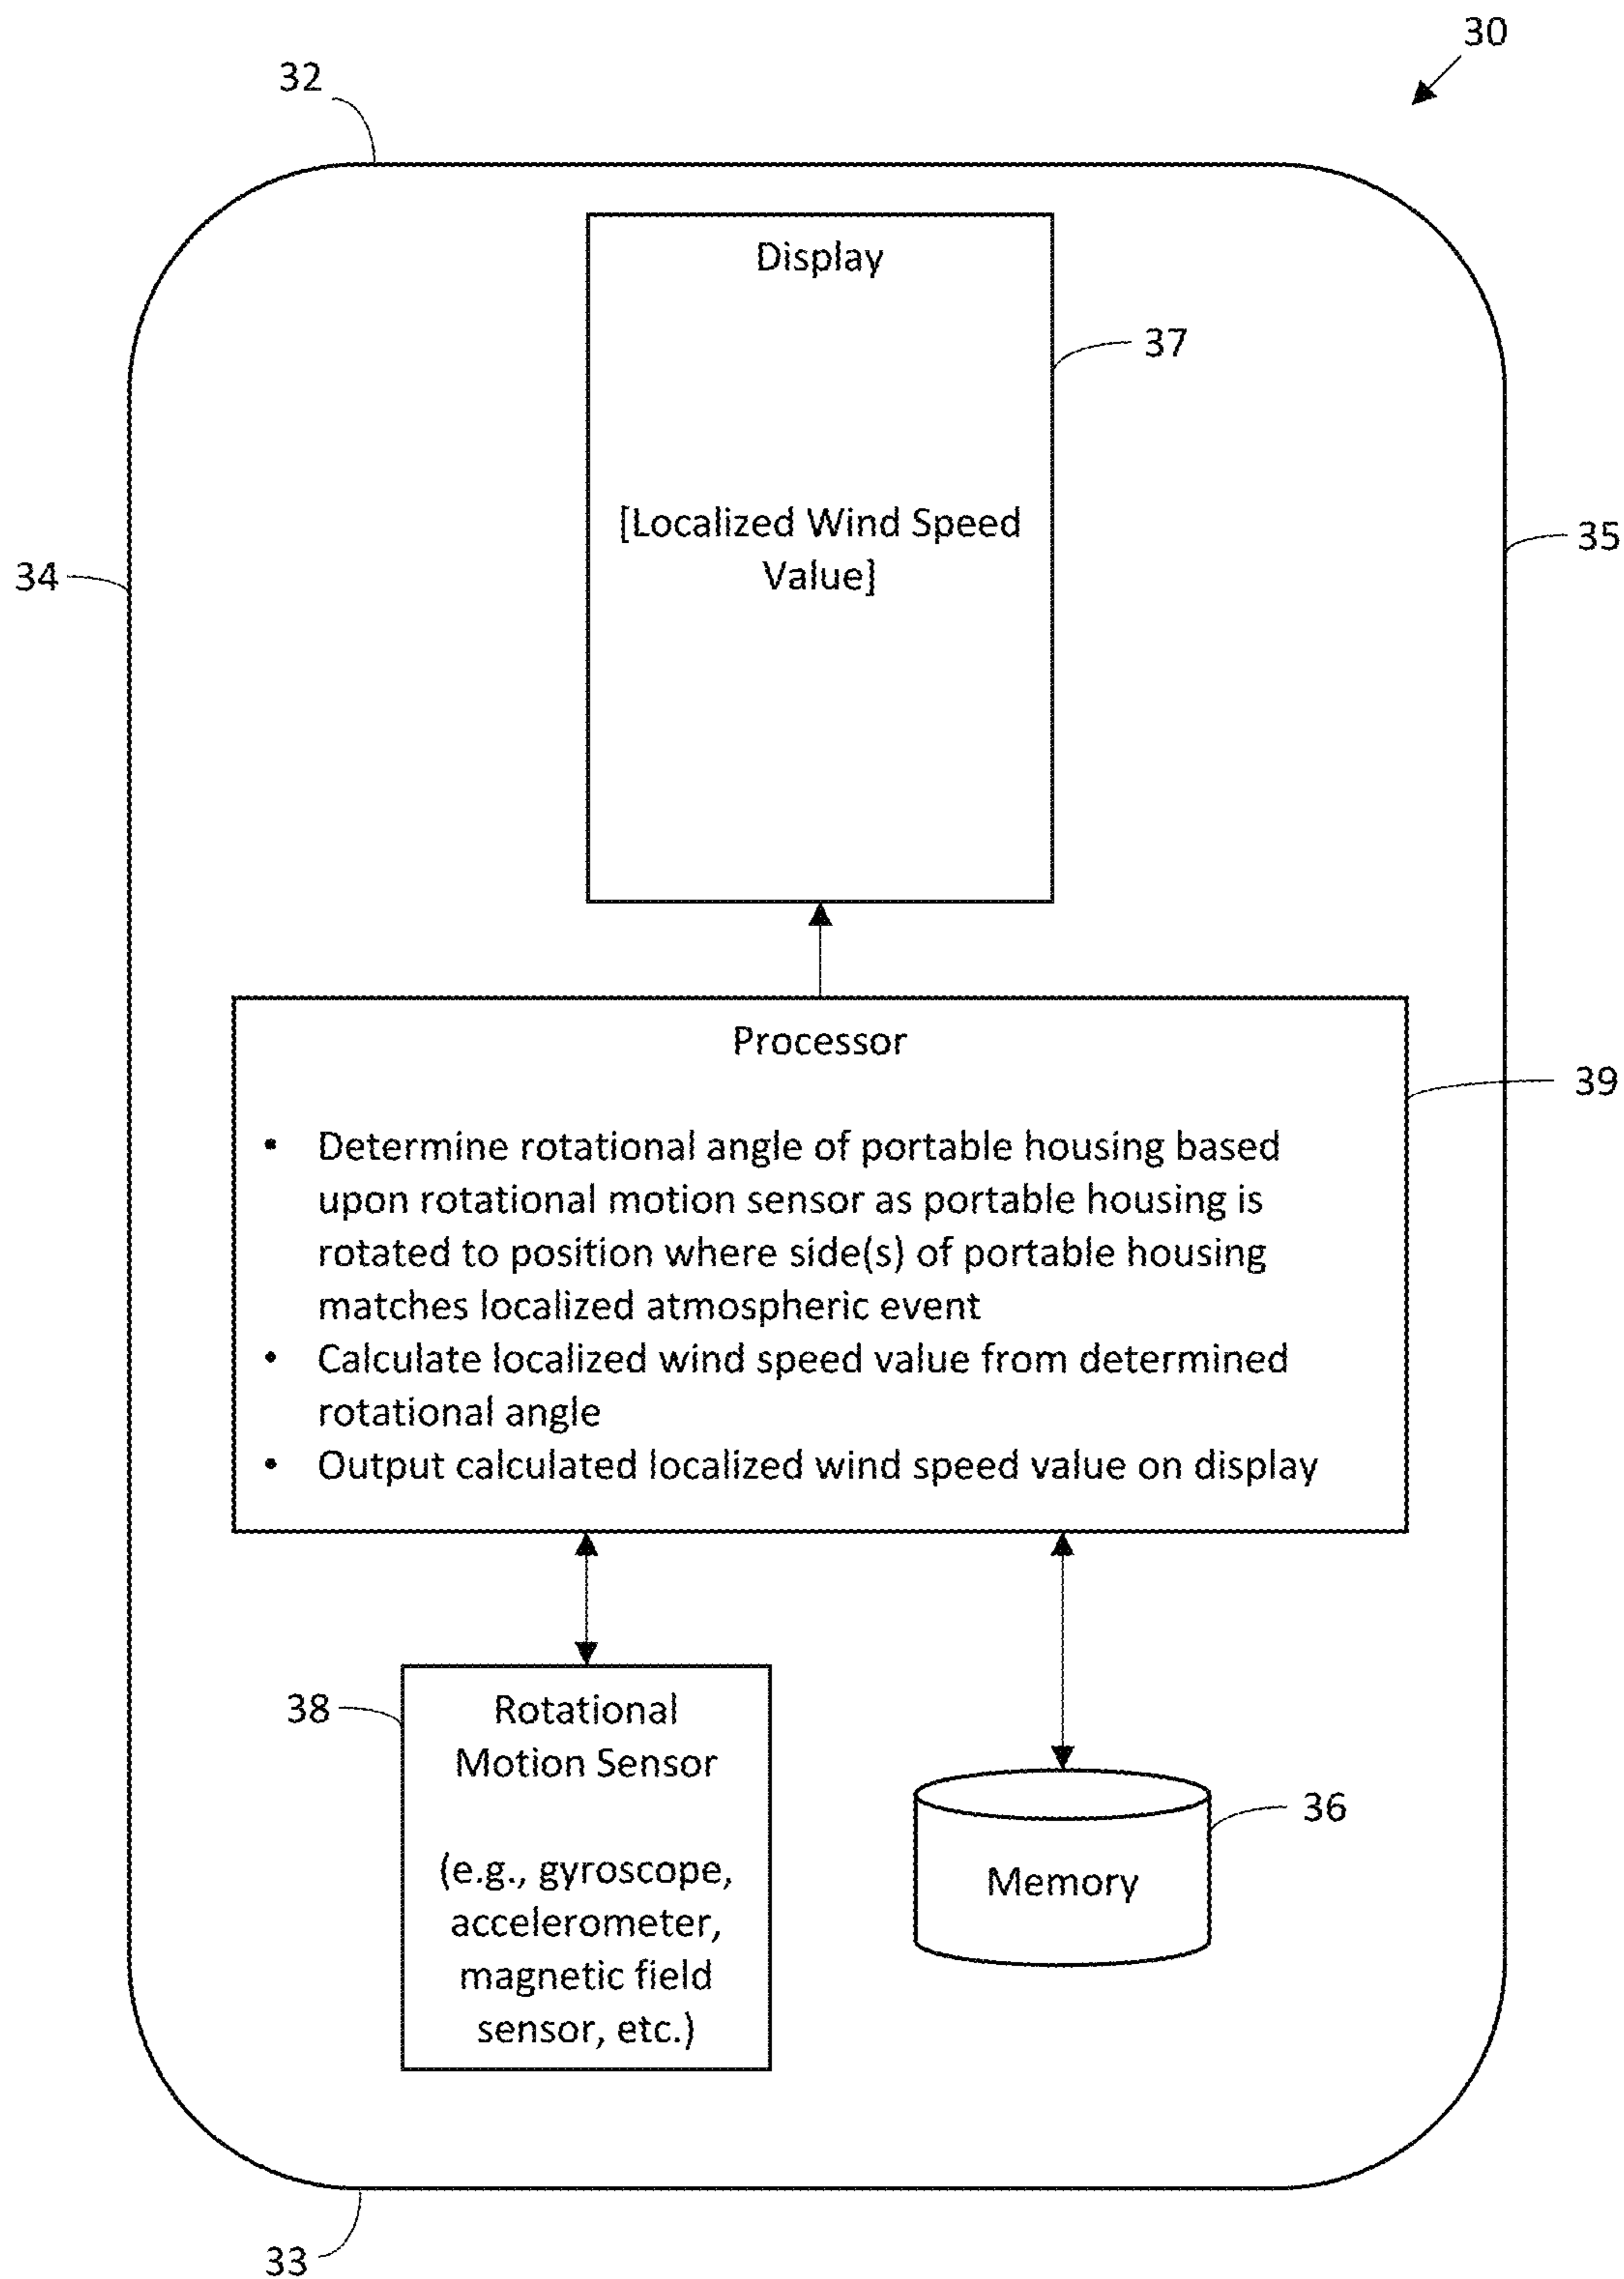 30
32
Display
37
[Localized Wind Speed
Value]
35
34
Processor
39
• Determine rotational angle of portable housing based
upon rotational motion sensor as portable housing is
rotated to position where side(s) of portable housing
matches localized atmospheric event
• Calculate localized wind speed value from determined
rotational angle
• Output calculated localized wind speed value on display
38
Rotational
Motion Sensor
(e.g., gyroscope,
accelerometer,
magnetic field
sensor, etc.)
36
Memory
33